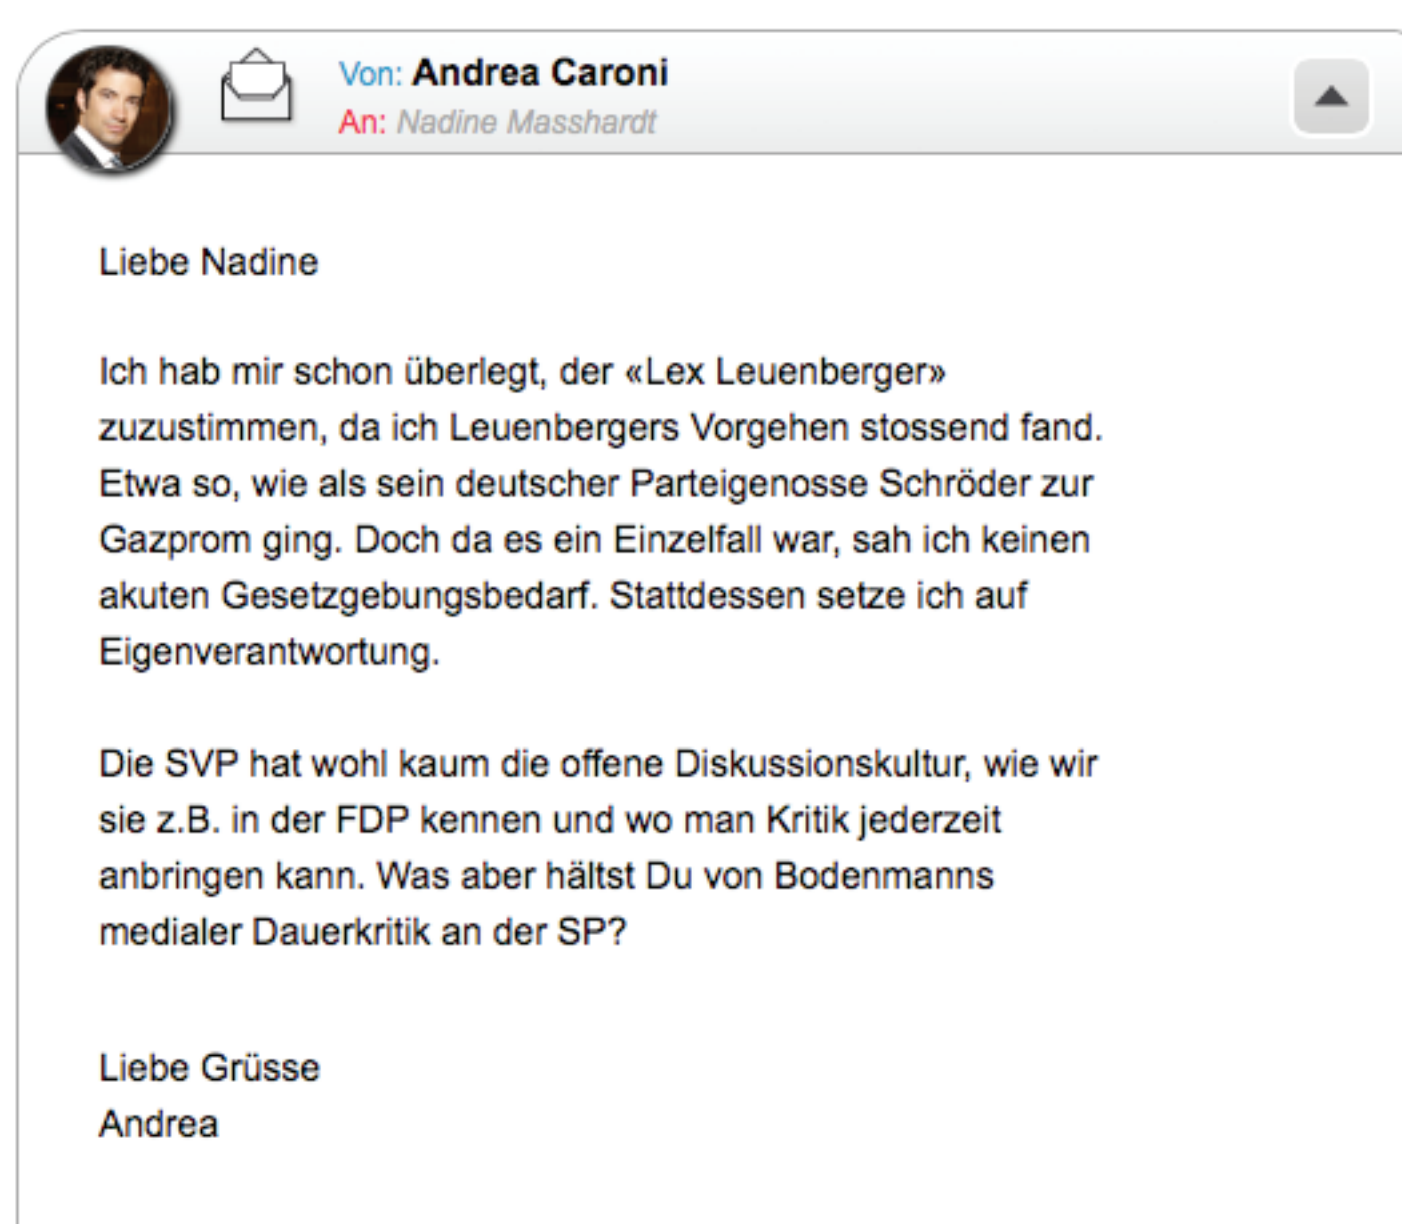 Von: Andrea Caroni
An: Nadine Masshardt
Liebe Nadine
Ich hab mir schon überlegt, der «Lex Leuenberger»
zuzustimmen, da ich Leuenbergers Vorgehen stossend fand.
Etwa so, wie als sein deutscher Parteigenosse Schröder zur
Gazprom ging. Doch da es ein Einzelfall war, sah ich keinen
akuten Gesetzgebungsbedarf. Stattdessen setze ich auf
Eigenverantwortung.
Die SVP hat wohl kaum die offene Diskussionskultur, wie wir
sie z.B. in der FDP kennen und wo man Kritik jederzeit
anbringen kann. Was aber hältst Du von Bodenmanns
medialer Dauerkritik an der SP?
Liebe Grüsse
Andrea